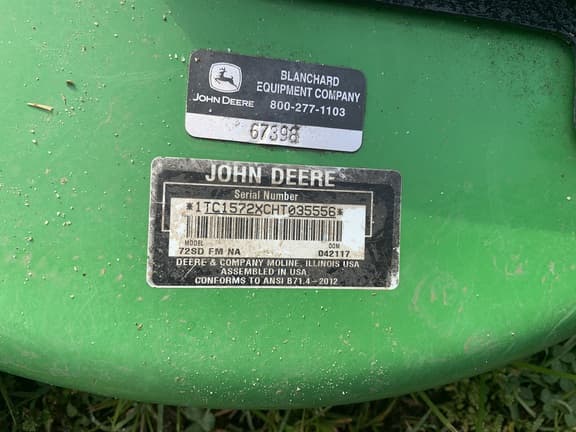 BLANCHARD
EQUIPMENT COMPANY
JOHN DEERE 800-277-1103
67398
JOHN DEERE
Serial Number
*1TC1572XCHT035556*
MODEL DOM
72SD FM NA 042117
DEERE & COMPANY MOLINE, ILLINOIS USA
ASSEMBLED IN USA
CONFORMS TO ANSI B71.4-2012